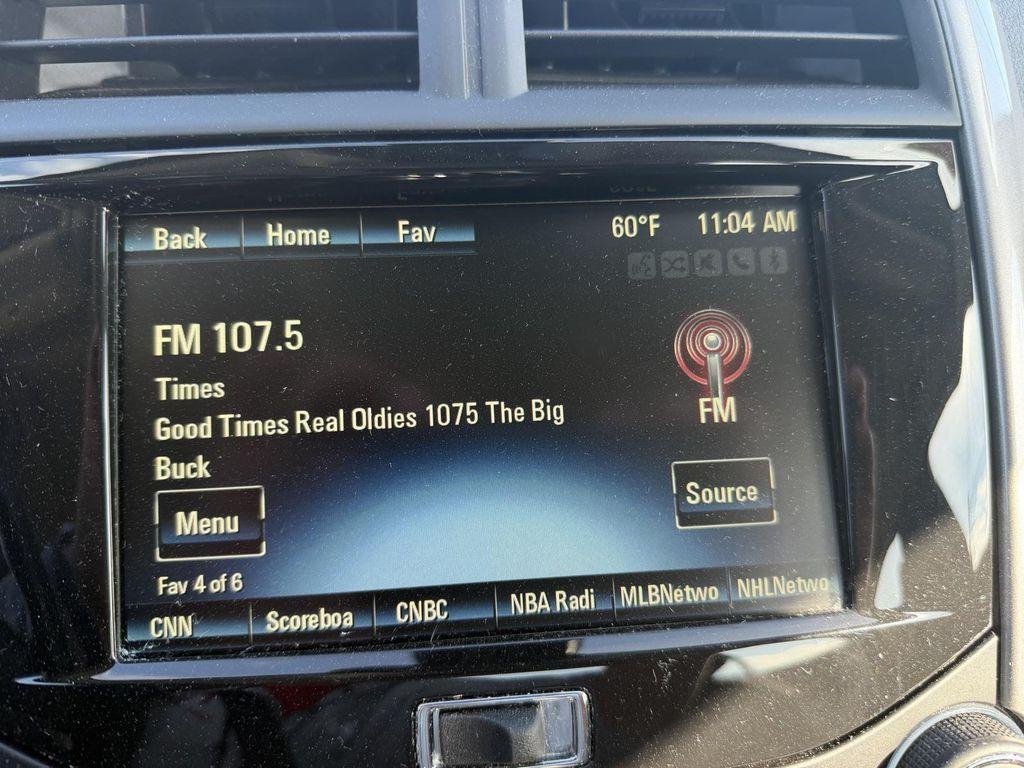 Back Home Fav 60°F 11:04 AM
FM 107.5
Times
Good Times Real Oldies 1075 The Big
Buck
FM
Menu
Source
Fav 4 of 6
CNN Scoreboa CNBC NBA Radi MLBNetwo NHLNetwo